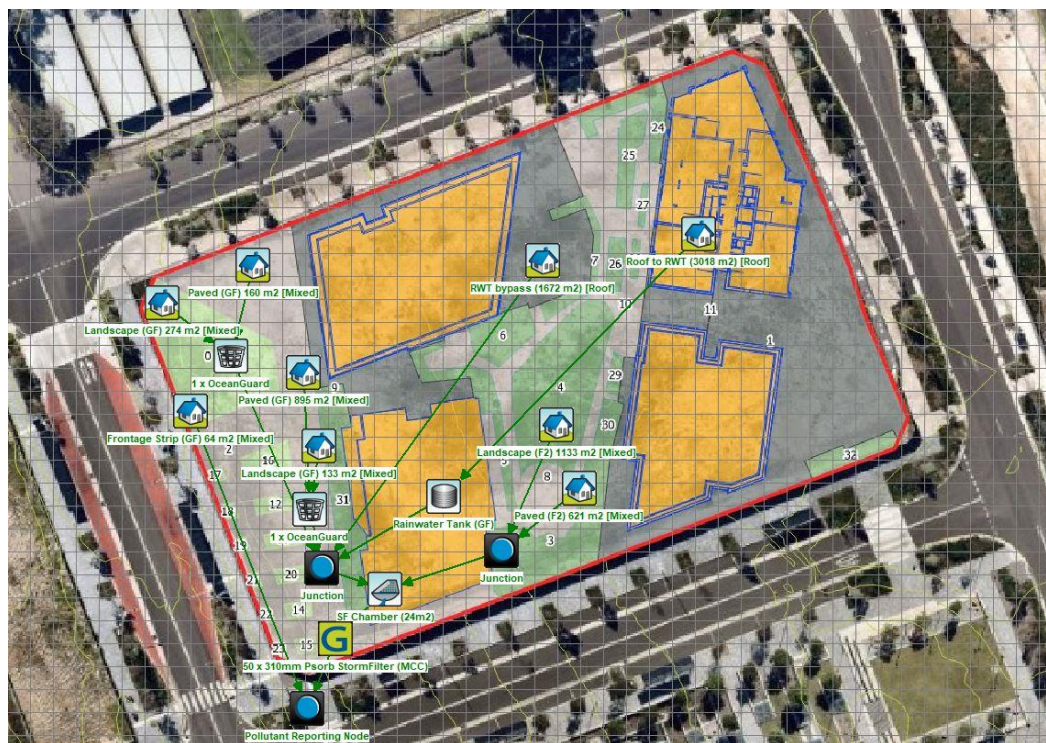 24
25
27
Roof to RWT (3018 m2) [Roof]
7
26
RWT bypass (1672 m2) [Roof]
Paved (GF) 160 m2 [Mixed]
10
11
Landscape (GF) 274 m2 [Mixed]
6
1
0
1 x OceanGuard
29
9
4
Paved (GF) 895 m2 [Mixed]
Frontage Strip (GF) 64 m2 [Mixed]
30
2
Landscape (F2) 1133 m2 [Mixed]
32
16
Landscape (GF) 133 m2 [Mixed]
17
8
31
12
18
Rainwater Tank (GF)
Paved (F2) 621 m2 [Mixed]
1 x OceanGuard
3
19
20
21
Junction
Junction
14
22
SF Chamber (24m2)
15
23
50 x 310mm Psorb StormFilter (MCC)
G
Pollutant Reporting Node